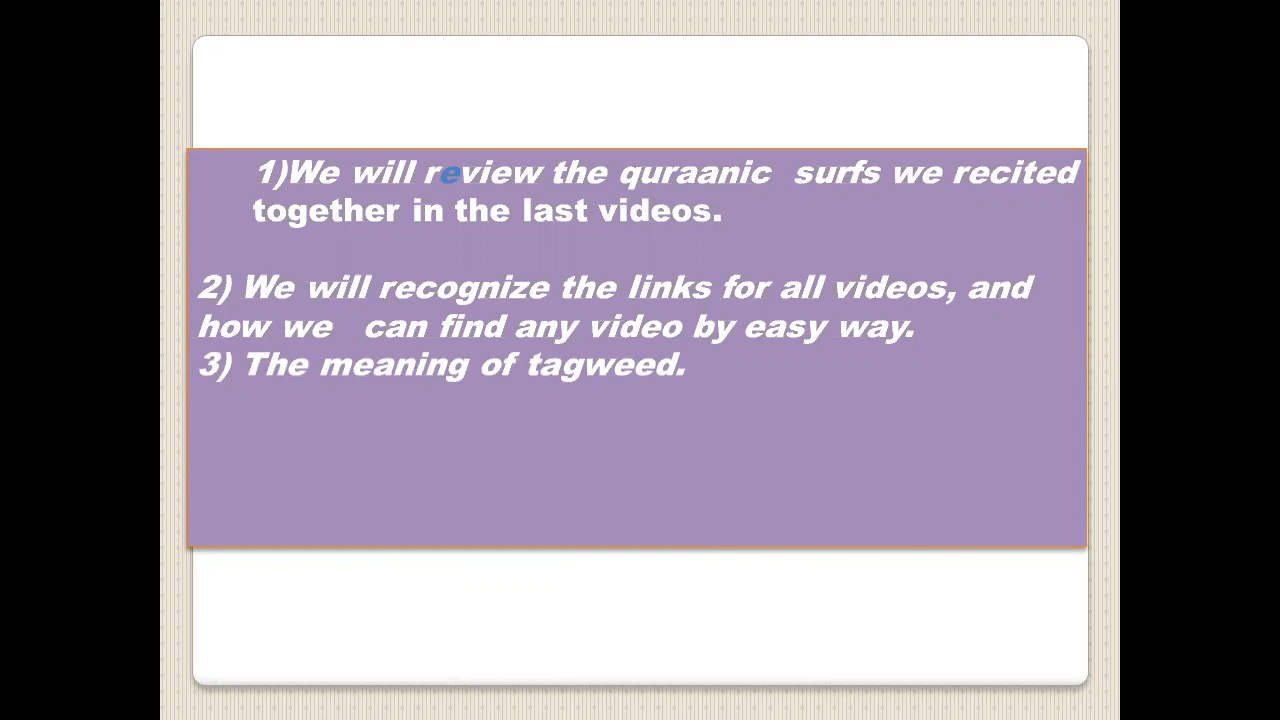 1)We will review the quraanic surfs we recited
together in the last videos.
2) We will recognize the links for all videos, and
how we can find any video by easy way.
3) The meaning of tagweed.